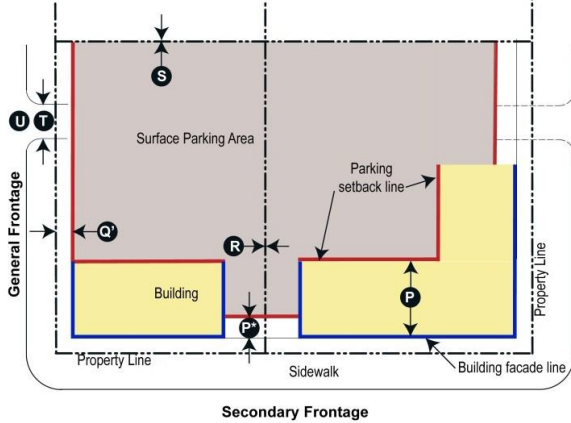 S
U T
Surface Parking Area
Parking
setback line
General Frontage
Q'
R
Property Line
Building
P
P*
Property Line
Sidewalk
Building facade line
Secondary Frontage